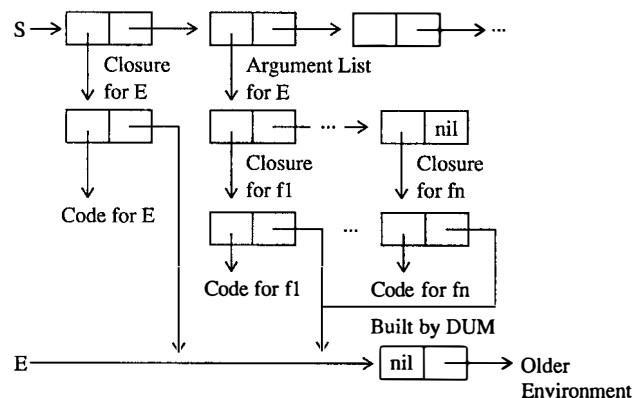 S
...
Closure
for E
Argument List
for E
...
nil
Closure
for f1
Closure
for fn
Code for E
...
Code for f1
Code for fn
Built by DUM
E
nil
Older
Environment